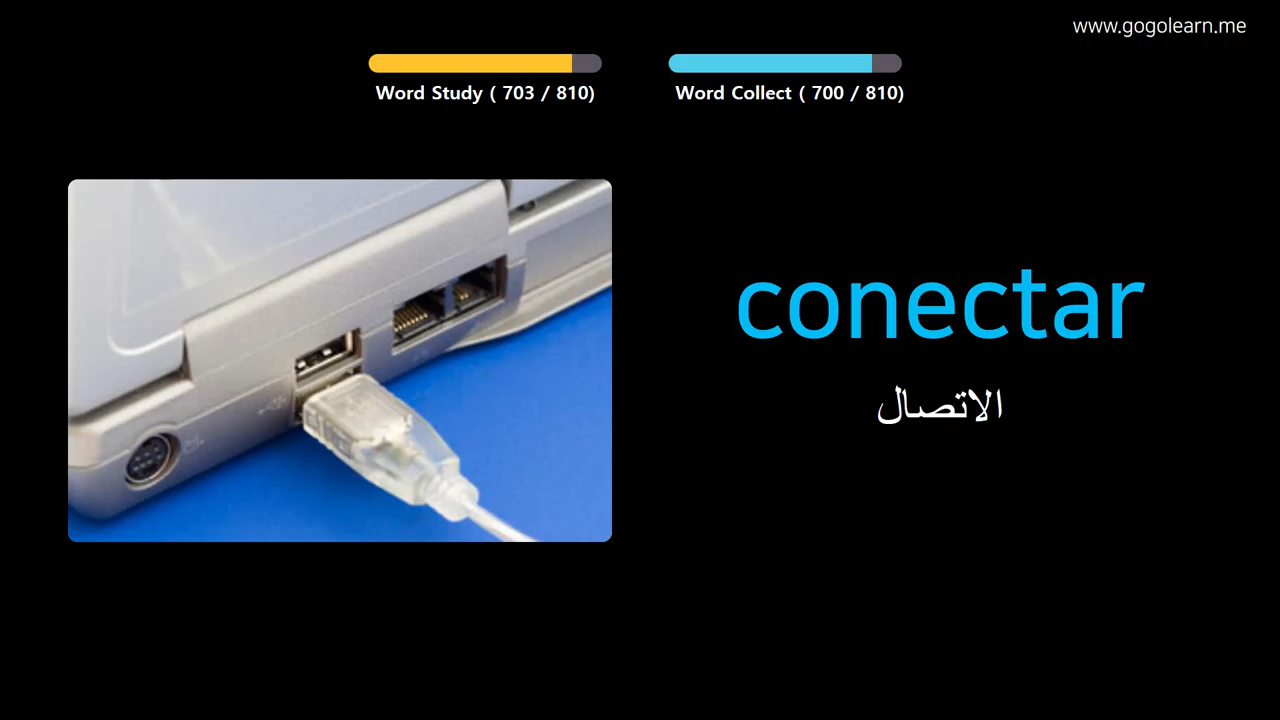 www.gogolearn.me
Word Study ( 703 / 810)
Word Collect ( 700 / 810)
conectar
الاتصال